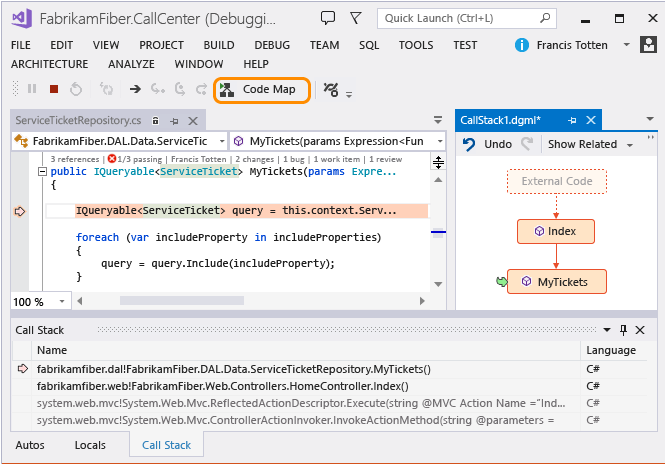 FabrikamFiber.CallCenter (Debuggi...
Quick Launch (Ctrl+L)
FILE EDIT VIEW PROJECT BUILD DEBUG TEAM SQL TOOLS TEST
Francis Totten
ARCHITECTURE ANALYZE WINDOW HELP
Code Map
ServiceTicketRepository.cs
CallStack1.dgml*
FabrikamFiber.DAL.Data.ServiceTic
MyTickets(params Expression<Fun
Undo
Show Related
3 references | 1/3 passing | Francis Totten | 2 changes | 1 bug | 1 work item | 1 review
public IQueryable<ServiceTicket> MyTickets(params Expre...
{
IQueryable<ServiceTicket> query = this.context.Serv...
foreach (var includeProperty in includeProperties)
{
query = query.Include(includeProperty);
}
100 %
External Code
Index
MyTickets
Call Stack
Name Language
fabrikamfiber.dal!FabrikamFiber.DAL.Data.ServiceTicketRepository.MyTickets() C#
fabrikamfiber.web!FabrikamFiber.Web.Controllers.HomeController.Index() C#
system.web.mvc!System.Web.Mvc.ReflectedActionDescriptor.Execute(string @MVC Action Name ="Ind... C#
system.web.mvc!System.Web.Mvc.ControllerActionInvoker.InvokeActionMethod(string @parameters = C#
Autos Locals Call Stack